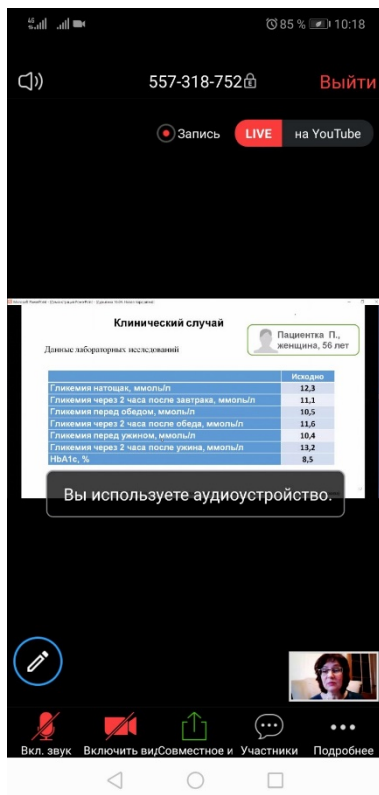 4G
85 % 10:18
557-318-752
Выйти
Запись
LIVE на YouTube
Клинический случай
Пациентка П.,
женщина, 56 лет
Данные лабораторных исследований
Исходно
Гликемия натощак, ммоль/л 12,3
Гликемия через 2 часа после завтрака, ммоль/л 11,1
Гликемия перед обедом, ммоль/л 10,5
Гликемия через 2 часа после обеда, ммоль/л 11,6
Гликемия перед ужином, ммоль/л 10,4
Гликемия через 2 часа после ужина, ммоль/л 13,2
HbA1c, % 8,5
Вы используете аудиоустройство.
Вкл. звук Включить вид Совместное и Участники Подробнее